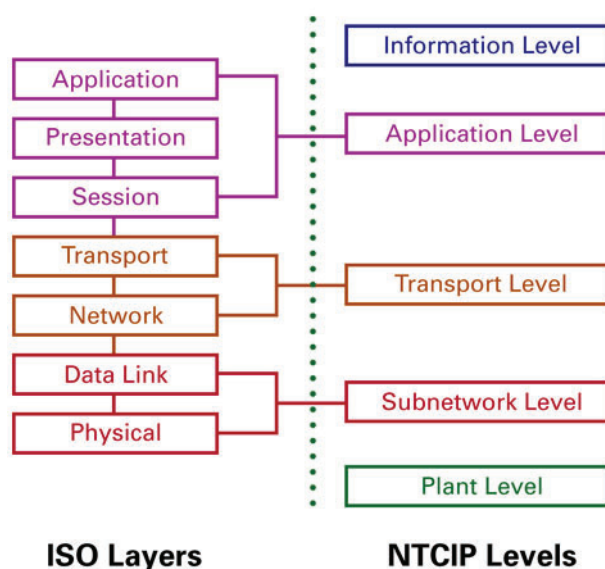 Information Level
Application
Presentation
Application Level
Session
Transport
Transport Level
Network
Data Link
Subnetwork Level
Physical
Plant Level
ISO Layers
NTCIP Levels